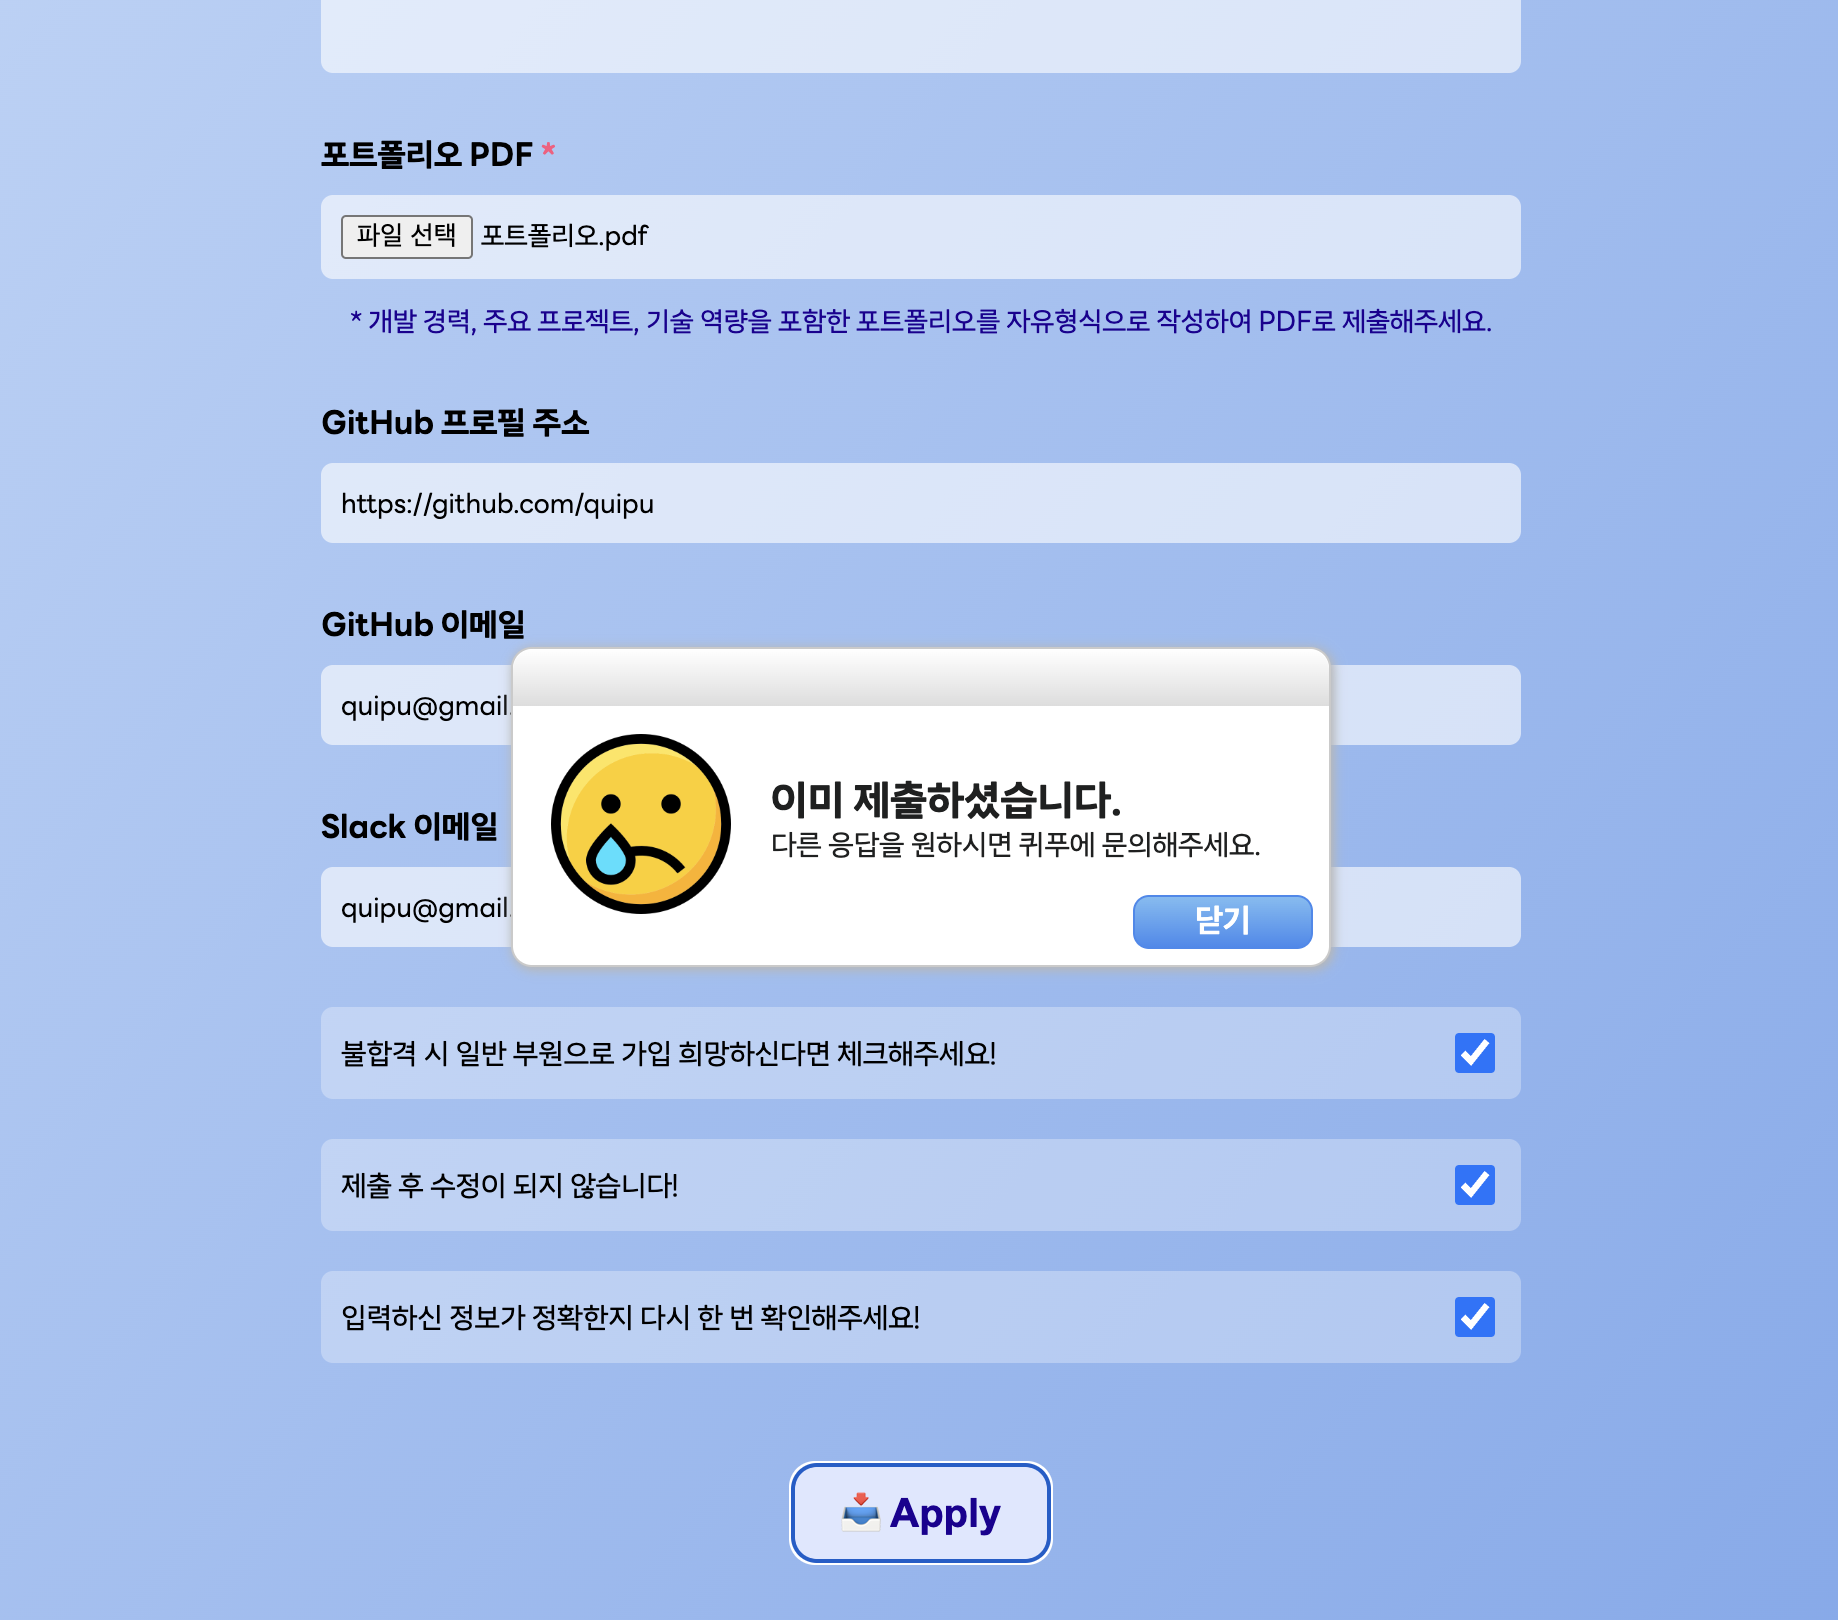 포트폴리오 PDF *
파일 선택 포트폴리오.pdf
* 개발 경력, 주요 프로젝트, 기술 역량을 포함한 포트폴리오를 자유형식으로 작성하여 PDF로 제출해주세요.
GitHub 프로필 주소
https://github.com/quipu
GitHub 이메일
quipu@gmail.
이미 제출하셨습니다.
다른 응답을 원하시면 퀴푸에 문의해주세요.
닫기
Slack 이메일
quipu@gmail.
불합격 시 일반 부원으로 가입 희망하신다면 체크해주세요!
제출 후 수정이 되지 않습니다!
입력하신 정보가 정확한지 다시 한 번 확인해주세요!
Apply